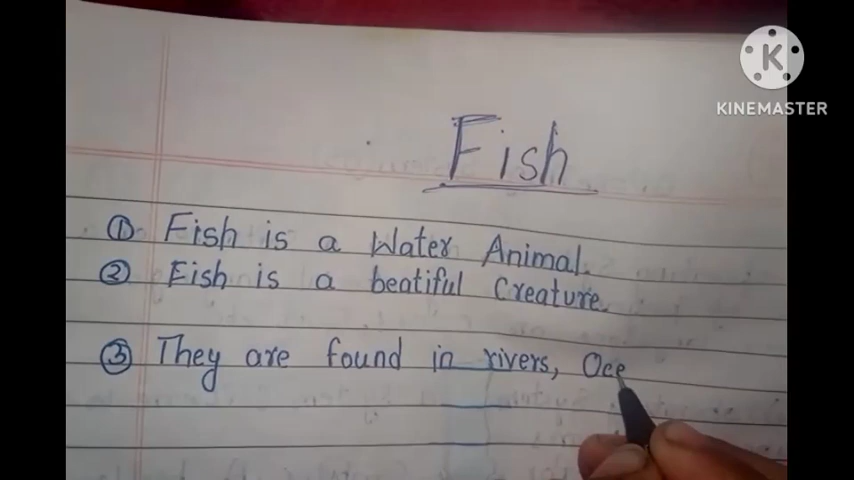 KINEMASTER
Fish
① Fish is a Water Animal.
② Fish is a beatiful Creature.
③ They are found in rivers, Oce